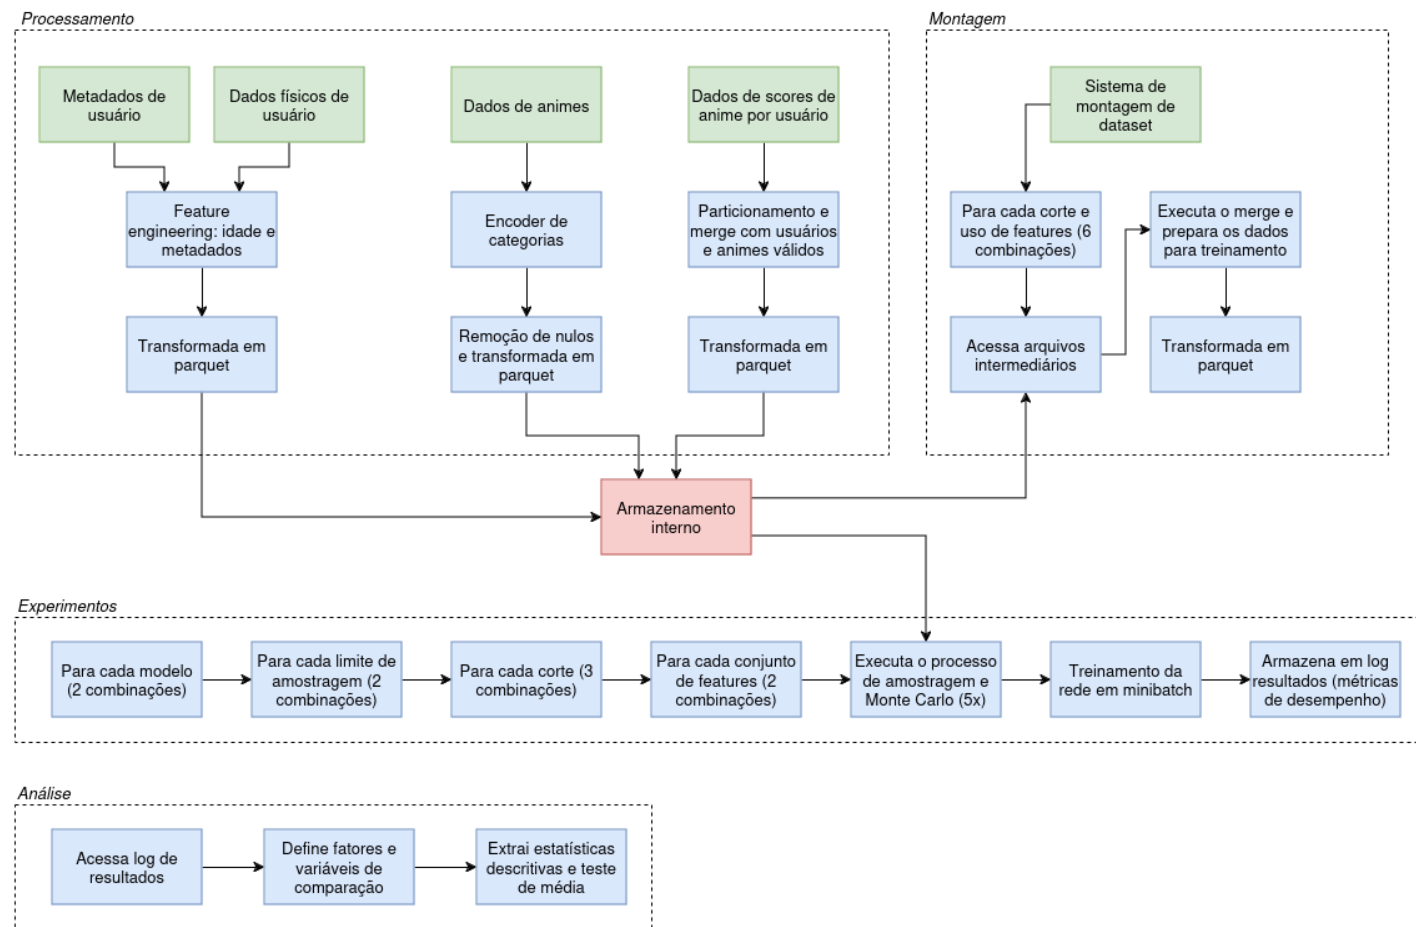 Processamento
Metadados de
usuário
Dados físicos de
usuário
Dados de animes
Dados de scores de
anime por usuário
Feature
engineering: idade e
metadados
Encoder de
categorias
Particionamento e
merge com usuários
e animes válidos
Transformada em
parquet
Remoção de nulos
e transformada em
parquet
Transformada em
parquet
Montagem
Sistema de
montagem de
dataset
Para cada corte e
uso de features (6
combinações)
Executa o merge e
prepara os dados
para treinamento
Acessa arquivos
intermediários
Transformada em
parquet
Armazenamento
interno
Experimentos
Para cada modelo
(2 combinações)
Para cada limite de
amostragem (2
combinações)
Para cada corte (3
combinações)
Para cada conjunto
de features (2
combinações)
Executa o processo
de amostragem e
Monte Carlo (5x)
Treinamento da
rede em minibatch
Armazena em log
resultados (métricas
de desempenho)
Análise
Acessa log de
resultados
Define fatores e
variáveis de
comparação
Extrai estatísticas
descritivas e teste
de média